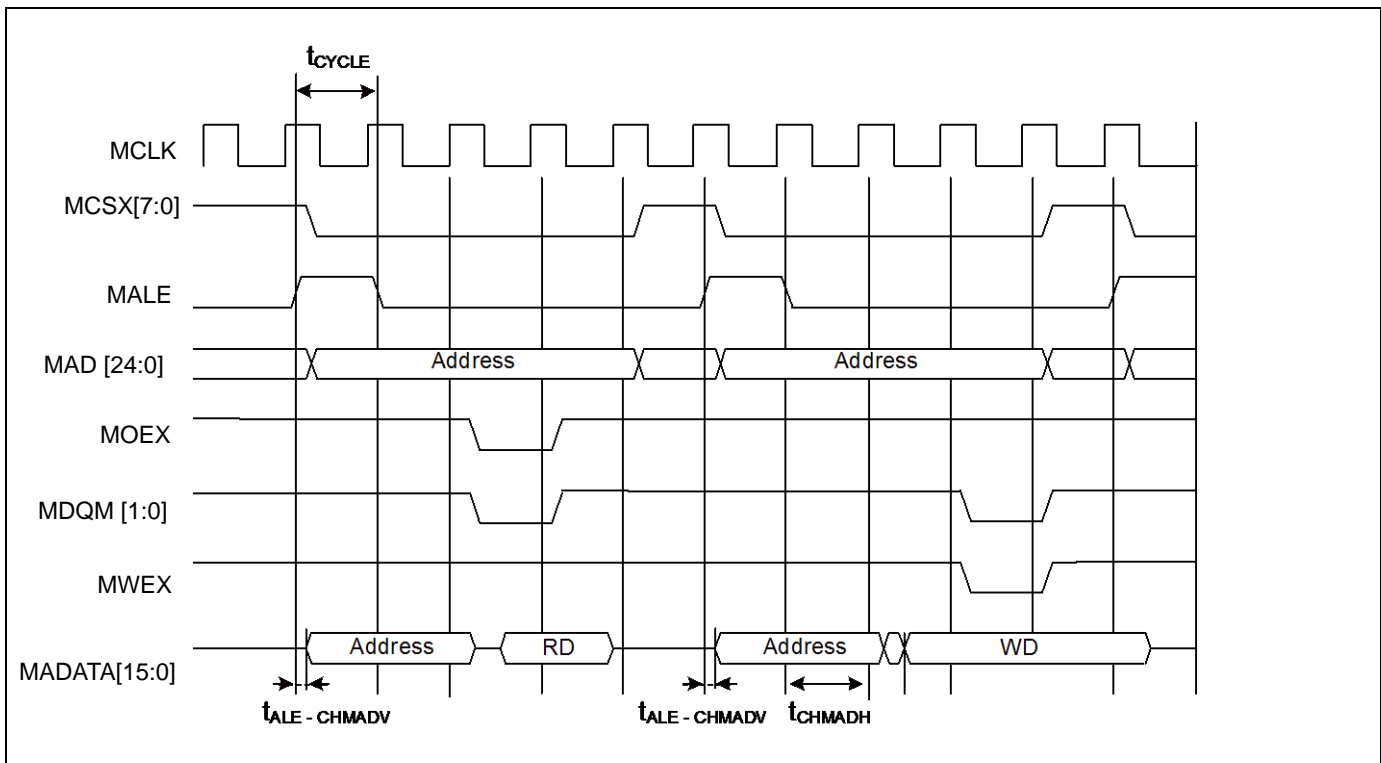 tCYCLE
MCLK
MCSX[7:0]
MALE
MAD [24:0]
Address
Address
MOEX
MDQM [1:0]
MWEX
MADATA[15:0]
Address
RD
Address
WD
tALE - CHMADV
tALE - CHMADV
tCHMADH